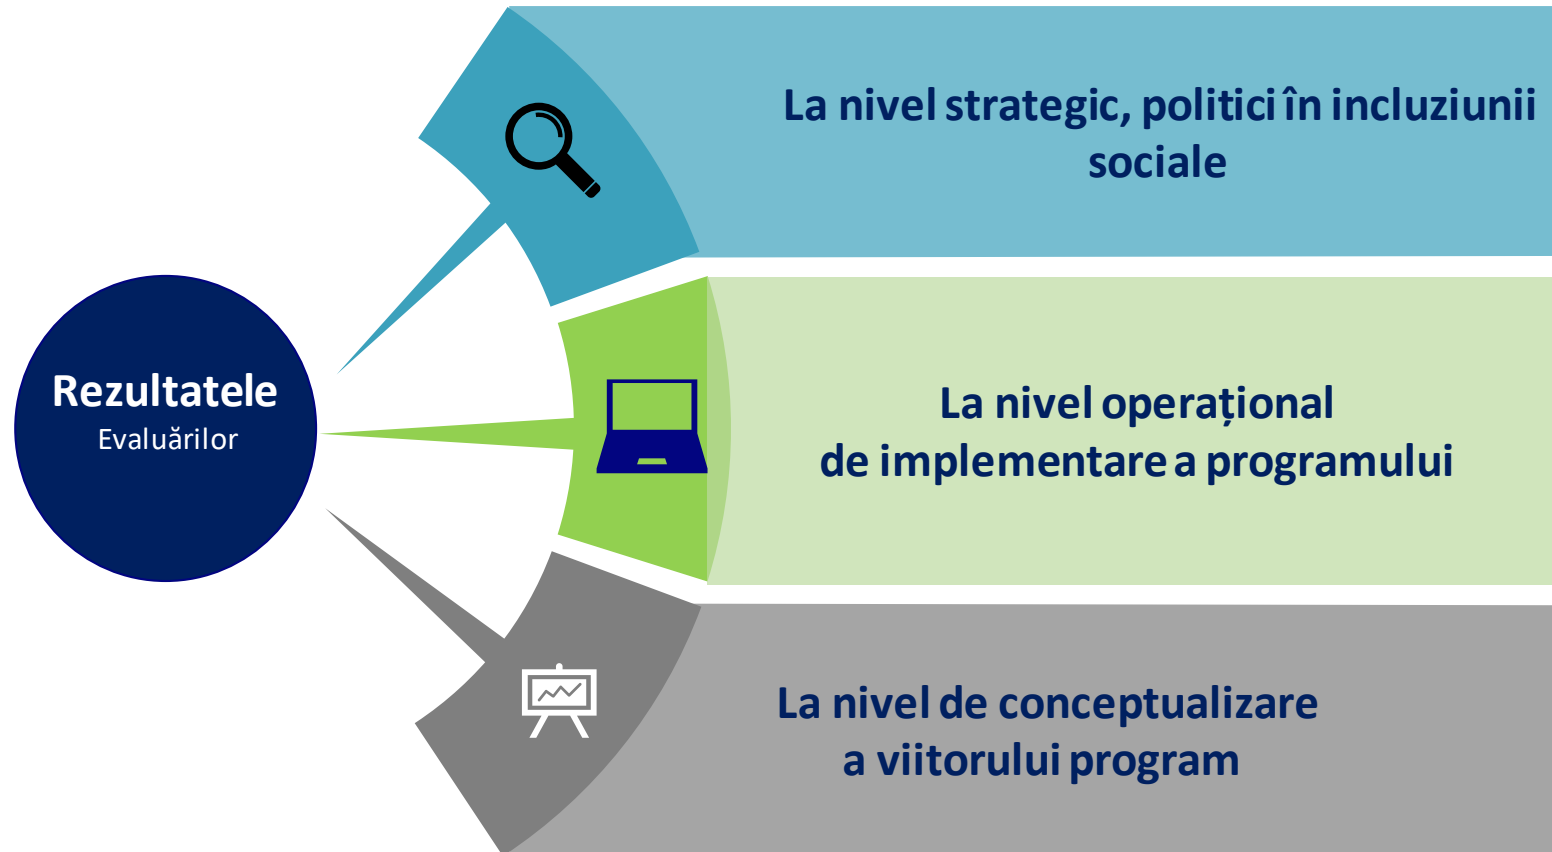 La nivel strategic, politici în incluziunii
sociale
Rezultatele
Evaluărilor
La nivel operațional
de implementare a programului
La nivel de conceptualizare
a viitorului program